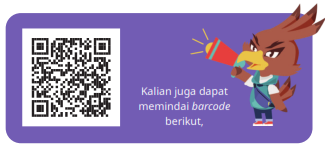 Kalian juga dapat
memindai barcode
berikut,